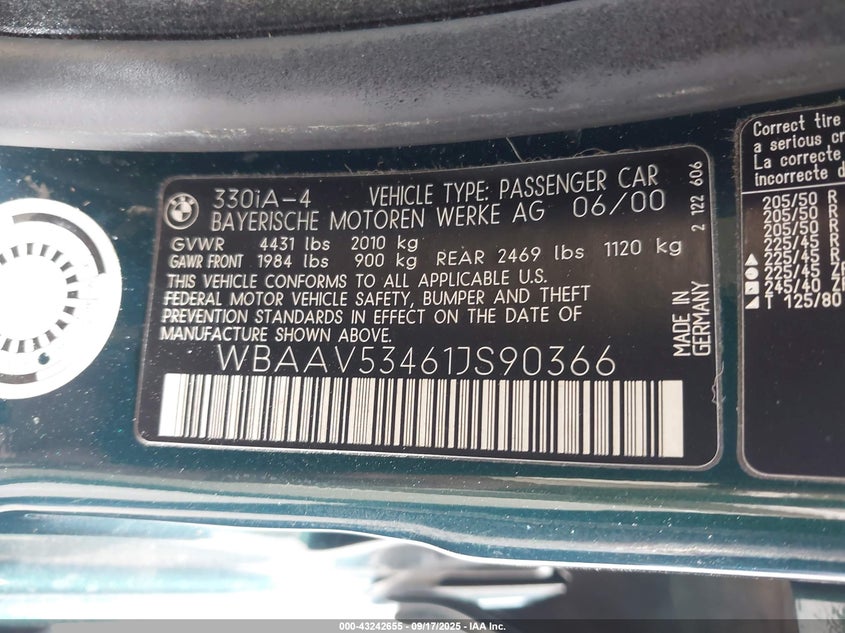 330iA-4 VEHICLE TYPE: PASSENGER CAR
BAYERISCHE MOTOREN WERKE AG 06/00
GVWR 4431 lbs 2010 kg
GAWR FRONT 1984 lbs 900 kg REAR 2469 lbs 1120 kg
THIS VEHICLE CONFORMS TO ALL APPLICABLE U.S.
FEDERAL MOTOR VEHICLE SAFETY, BUMPER AND THEFT
PREVENTION STANDARDS IN EFFECT ON THE DATE OF
MANUFACTURE SHOWN ABOVE.
WBAAV53461JS90366
2 122 606
MADE IN
GERMANY
Correct tire
a serious cr
La correcte
incorrecte d
205/50 R
205/50 R
205/50 R
225/45 R
225/45 R
225/45 ZR
245/40 ZR
T 125/80
000-43242655 - 09/17/2025 - IAA Inc.